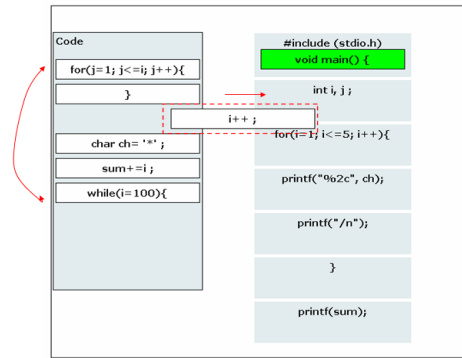 Code
for(j=1; j<=i; j++){
}
i++ ;
char ch= '*' ;
sum+=i ;
while(i=100){
#include (stdio.h)
void main() {
int i, j ;
for(i=1; i<=5; i++){
printf("%2c", ch);
printf("/n");
}
printf(sum);